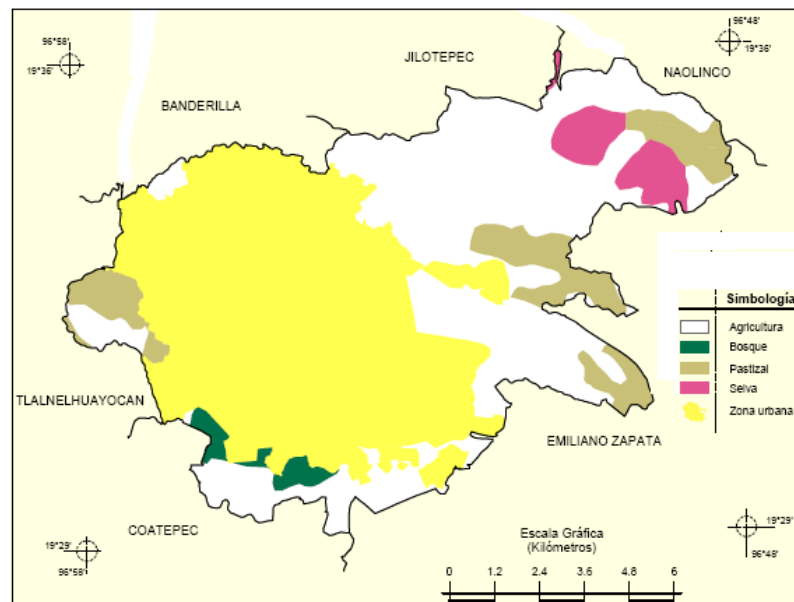 96°58'
19°36'
JILOTEPEC
96°48'
19°36'
NAOLINCO
BANDERILLA
Simbología
Agricultura
Bosque
Pastizal
Selva
Zona urbana
TLALNELHUAYOCAN
EMILIANO ZAPATA
COATEPEC
19°29'
96°58'
Escala Gráfica
(Kilómetros)
0 1.2 2.4 3.6 4.8 6
19°29'
96°48'